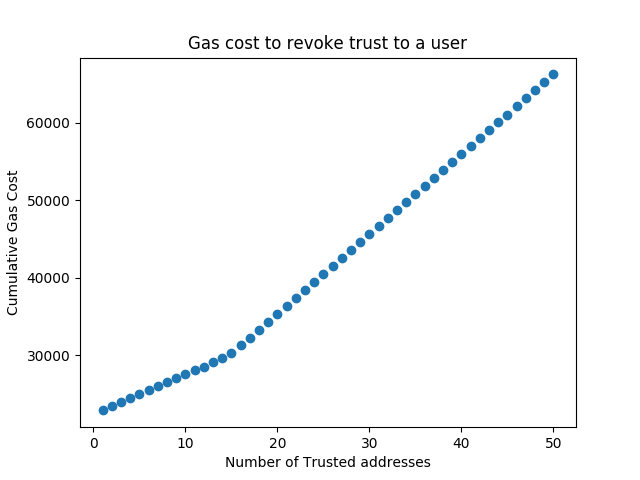 Gas cost to revoke trust to a user
Cumulative Gas Cost
60000
50000
40000
30000
0 10 20 30 40 50
Number of Trusted addresses